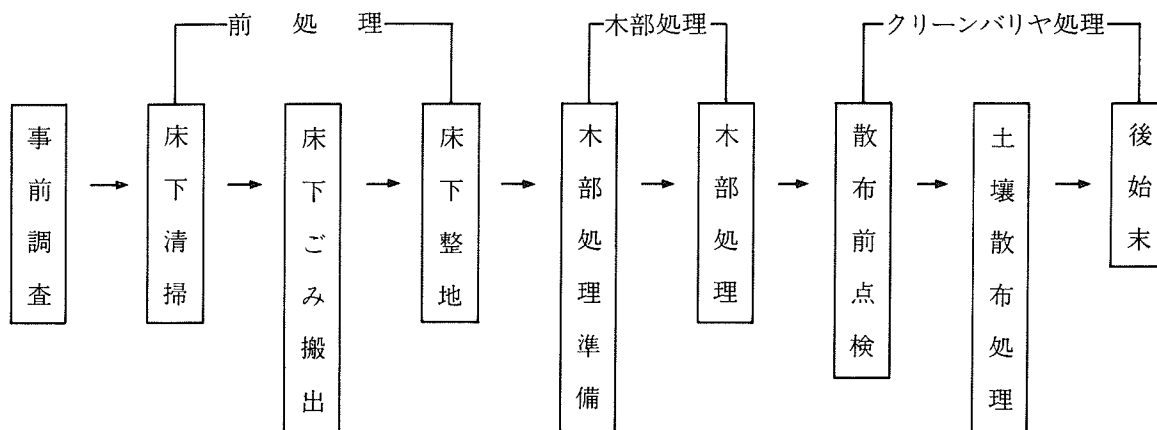 前処理
木部処理
クリーンバリヤ処理
事前調査
床下清掃
床下ごみ搬出
床下整地
木部処理準備
木部処理
散布前点検
土壌散布処理
後始末